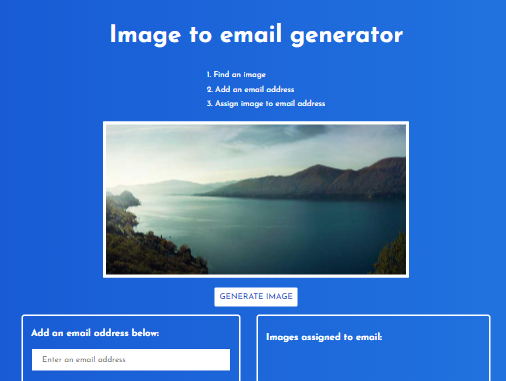 Image to email generator
1. Find an image
2. Add an email address
3. Assign image to email address
GENERATE IMAGE
Add an email address below:
Enter an email address
Images assigned to email: